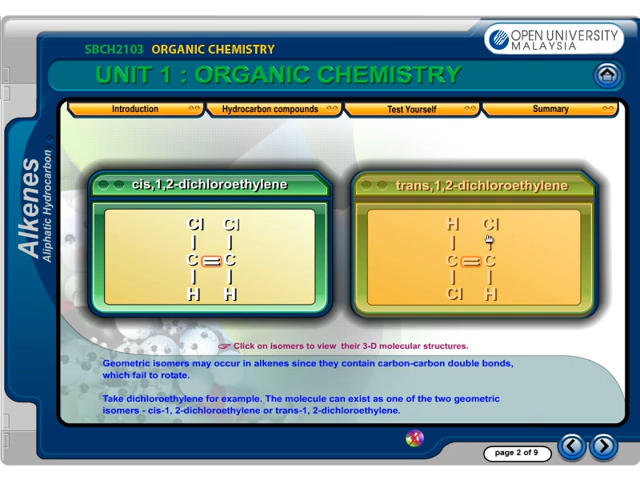 SBCH2103 ORGANIC CHEMISTRY
OPEN UNIVERSITY
MALAYSIA
UNIT 1 : ORGANIC CHEMISTRY
Introduction
Hydrocarbon compounds
Test Yourself
Summary
Alkenes
Aliphatic Hydrocarbon
cis,1,2-dichloroethylene
Cl Cl
C = C
H H
trans,1,2-dichloroethylene
H Cl
C = C
Cl H
Click on isomers to view their 3-D molecular structures.
Geometric isomers may occur in alkenes since they contain carbon-carbon double bonds,
which fail to rotate.
Take dichloroethylene for example. The molecule can exist as one of the two geometric
isomers - cis-1, 2-dichloroethylene or trans-1, 2-dichloroethylene.
page 2 of 9